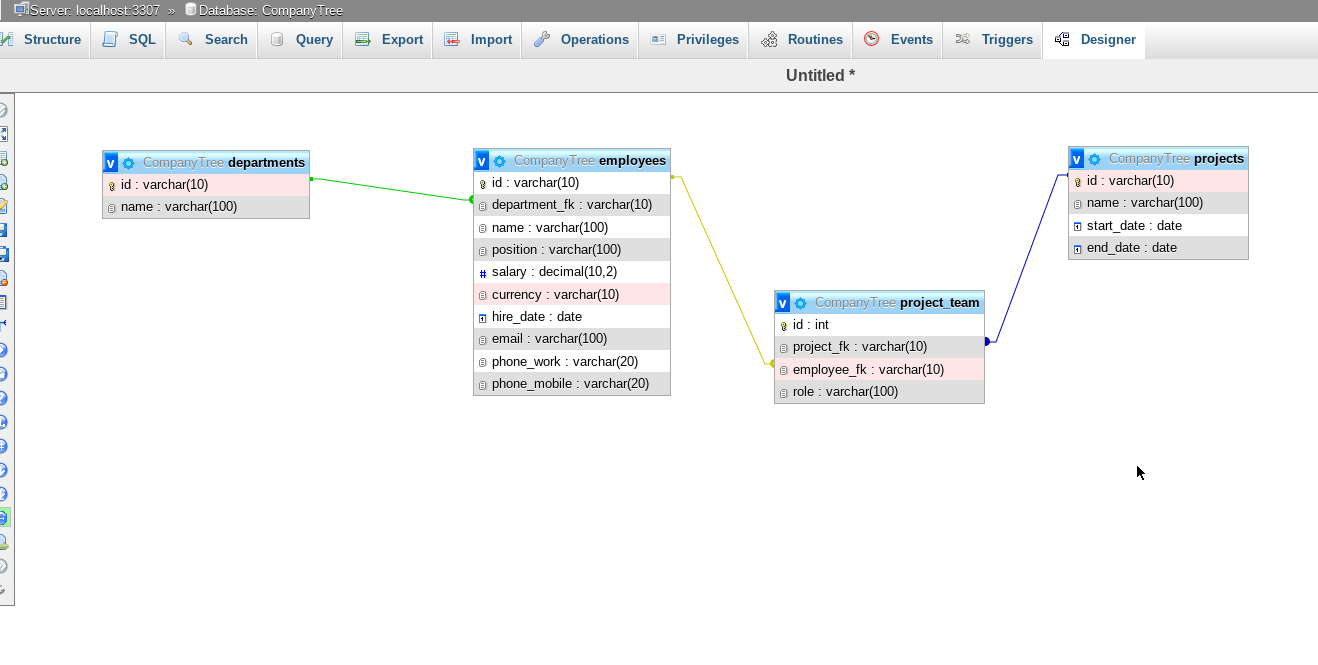 Server: localhost:3307 » Database: CompanyTree
Structure SQL Search Query Export Import Operations Privileges Routines Events Triggers Designer
Untitled *
v CompanyTree departments
id : varchar(10)
name : varchar(100)
v CompanyTree employees
id : varchar(10)
department_fk : varchar(10)
name : varchar(100)
position : varchar(100)
# salary : decimal(10,2)
currency : varchar(10)
hire_date : date
email : varchar(100)
phone_work : varchar(20)
phone_mobile : varchar(20)
v CompanyTree project_team
id : int
project_fk : varchar(10)
employee_fk : varchar(10)
role : varchar(100)
v CompanyTree projects
id : varchar(10)
name : varchar(100)
start_date : date
end_date : date